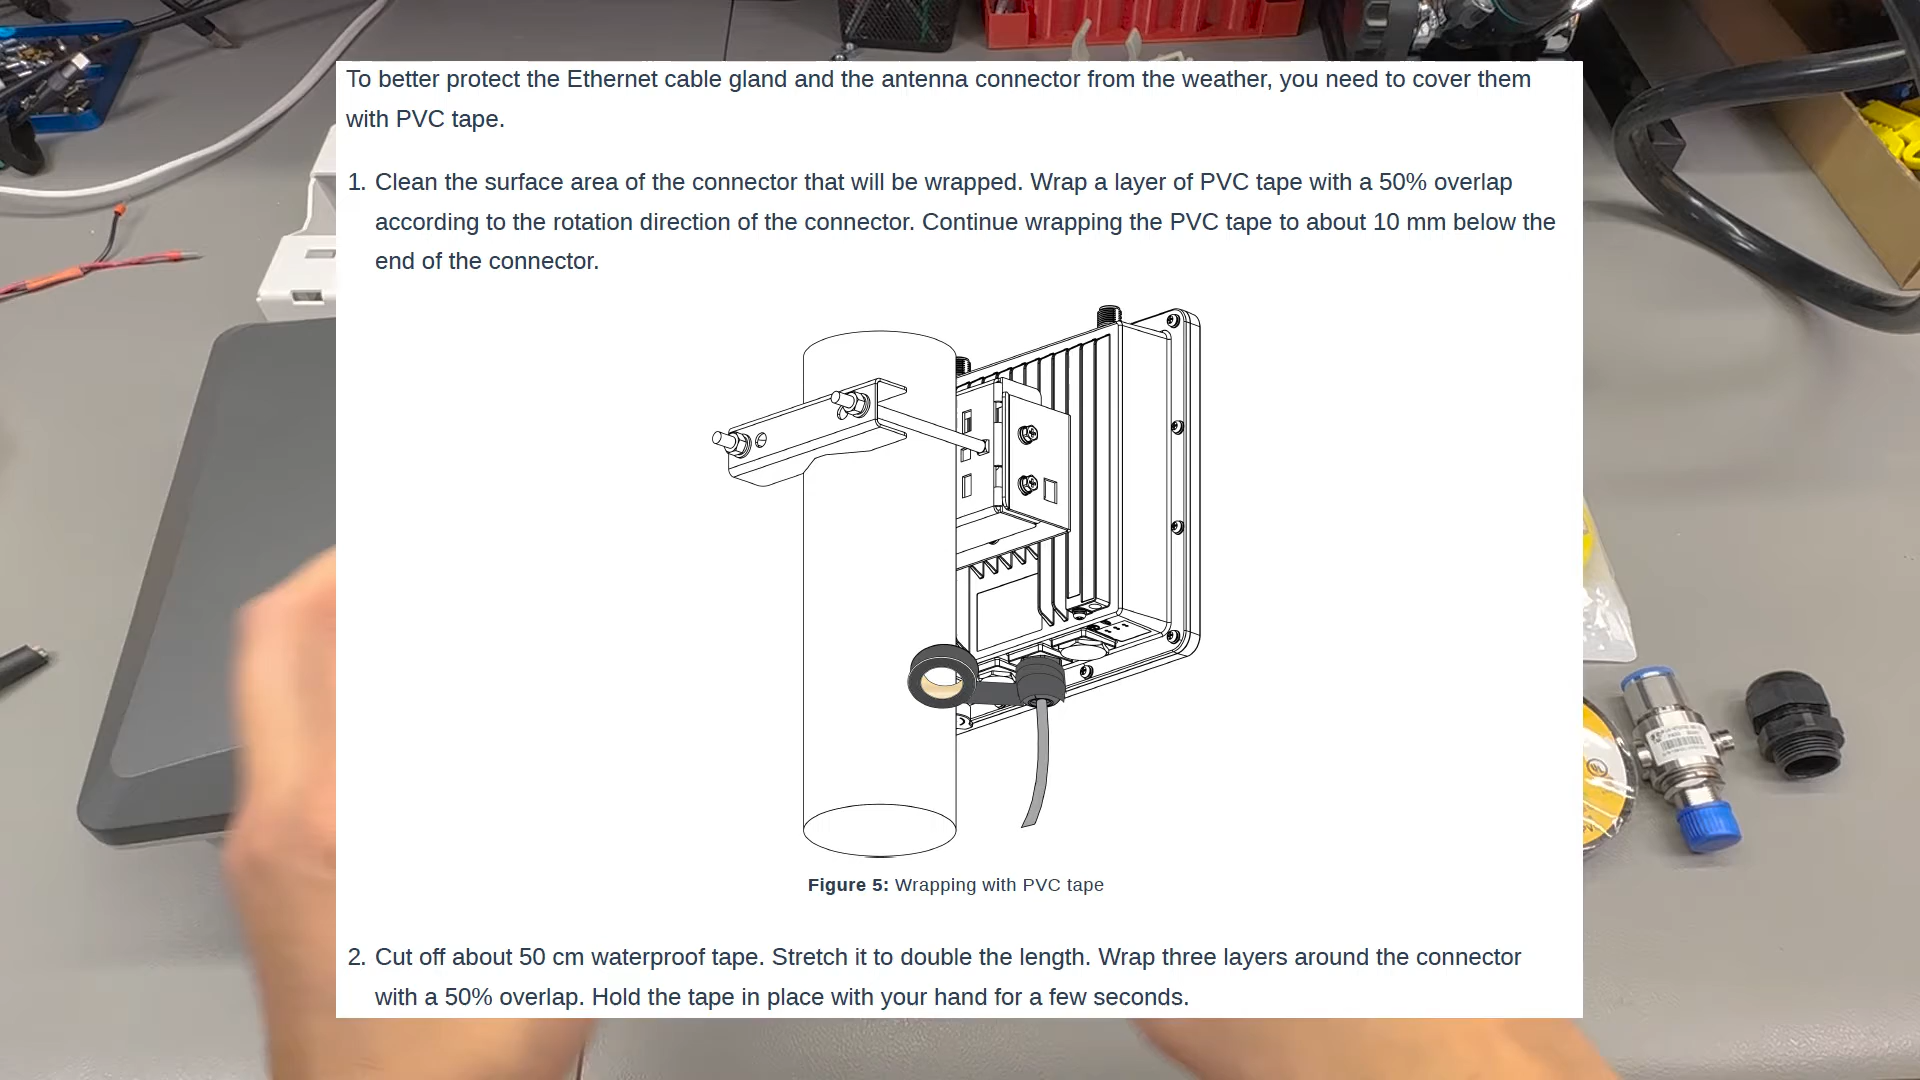 To better protect the Ethernet cable gland and the antenna connector from the weather, you need to cover them
with PVC tape.
1. Clean the surface area of the connector that will be wrapped. Wrap a layer of PVC tape with a 50% overlap
according to the rotation direction of the connector. Continue wrapping the PVC tape to about 10 mm below the
end of the connector.
Figure 5: Wrapping with PVC tape
2. Cut off about 50 cm waterproof tape. Stretch it to double the length. Wrap three layers around the connector
with a 50% overlap. Hold the tape in place with your hand for a few seconds.